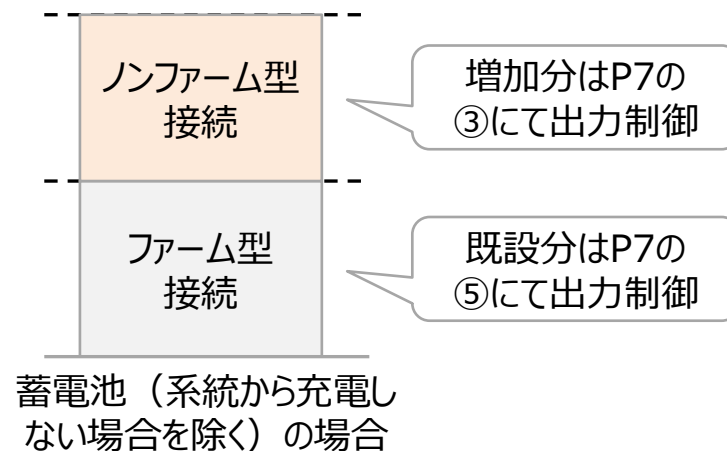 ノンファーム型
接続
増加分はP7の
③にて出力制御
ファーム型
接続
既設分はP7の
⑤にて出力制御
蓄電池（系統から充電し
ない場合を除く）の場合